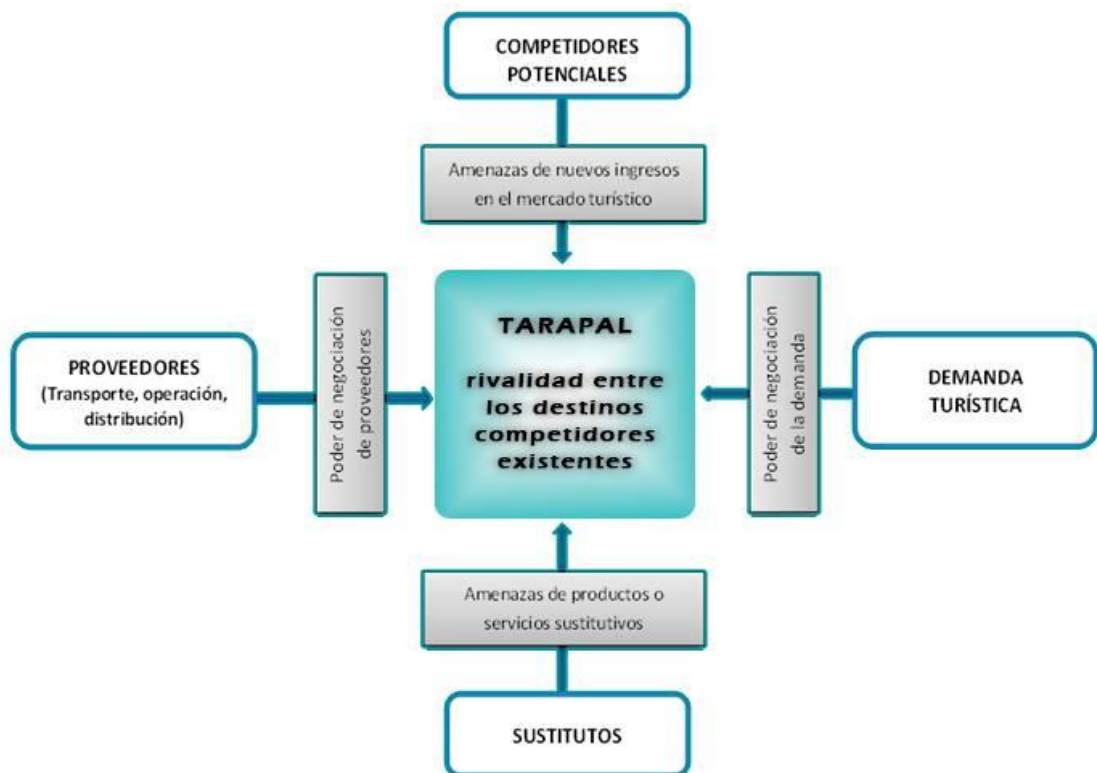 COMPETIDORES
POTENCIALES
Amenazas de nuevos ingresos
en el mercado turístico
PROVEEDORES
(Transporte, operación,
distribución)
Poder de negociación
de proveedores
TARAPAL
rivalidad entre
los destinos
competidores
existentes
Poder de negociación
de la demanda
DEMANDA
TURÍSTICA
Amenazas de productos o
servicios sustitutivos
SUSTITUTOS